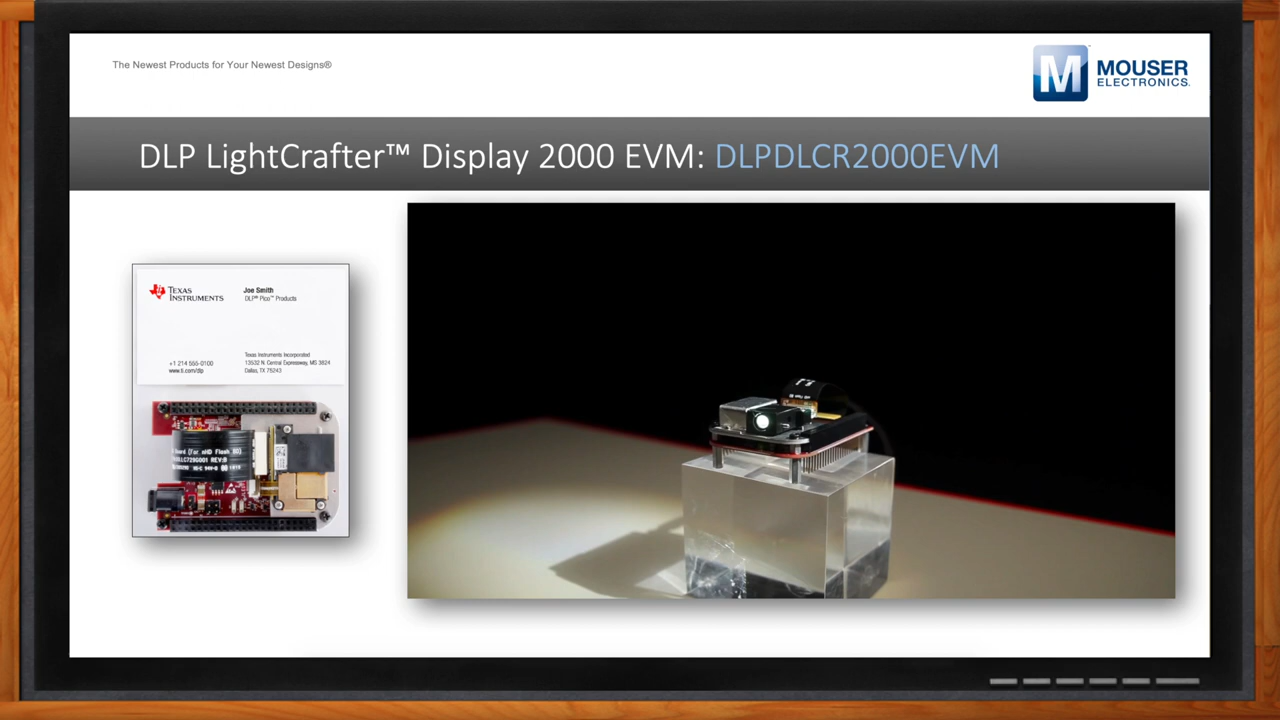 The Newest Products for Your Newest Designs®
M MOUSER
ELECTRONICS
DLP LightCrafter™ Display 2000 EVM: DLPDLCR2000EVM
TEXAS
INSTRUMENTS
Joe Smith
DLP® Pico™ Products
+1 214 555-0100
www.ti.com/dlp
Texas Instruments Incorporated
13532 N. Central Expressway, MS 3824
Dallas, TX 75243